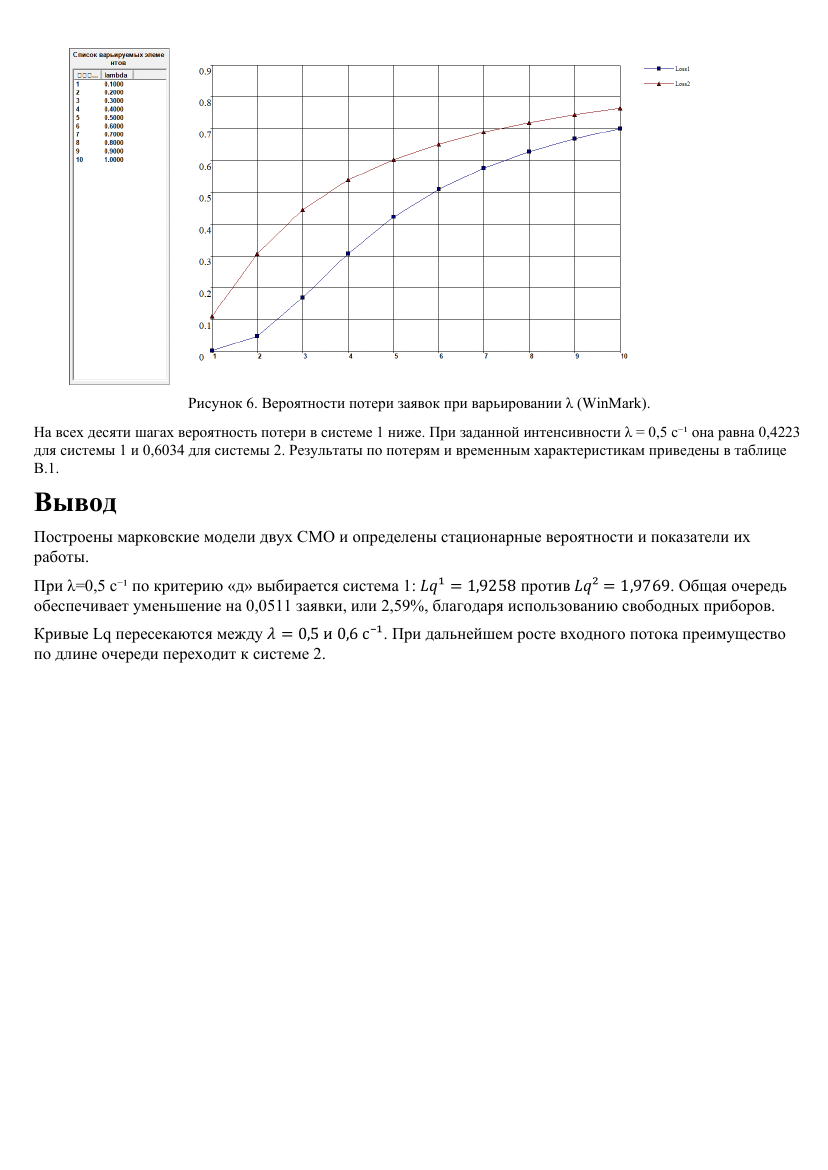 Список варьируемых элеме
нтов
□□□... lambda
1 0.1000
2 0.2000
3 0.3000
4 0.4000
5 0.5000
6 0.6000
7 0.7000
8 0.8000
9 0.9000
10 1.0000
0.9
0.8
0.7
0.6
0.5
0.4
0.3
0.2
0.1
0
1 2 3 4 5 6 7 8 9 10
Loss1
Loss2
Рисунок 6. Вероятности потери заявок при варьировании λ (WinMark).
На всех десяти шагах вероятность потери в системе 1 ниже. При заданной интенсивности λ = 0,5 с⁻¹ она равна 0,4223
для системы 1 и 0,6034 для системы 2. Результаты по потерям и временным характеристикам приведены в таблице
В.1.
Вывод
Построены марковские модели двух СМО и определены стационарные вероятности и показатели их
работы.
При λ=0,5 с⁻¹ по критерию «д» выбирается система 1: Lq¹ = 1,9258 против Lq² = 1,9769. Общая очередь
обеспечивает уменьшение на 0,0511 заявки, или 2,59%, благодаря использованию свободных приборов.
Кривые Lq пересекаются между λ = 0,5 и 0,6 с⁻¹. При дальнейшем росте входного потока преимущество
по длине очереди переходит к системе 2.